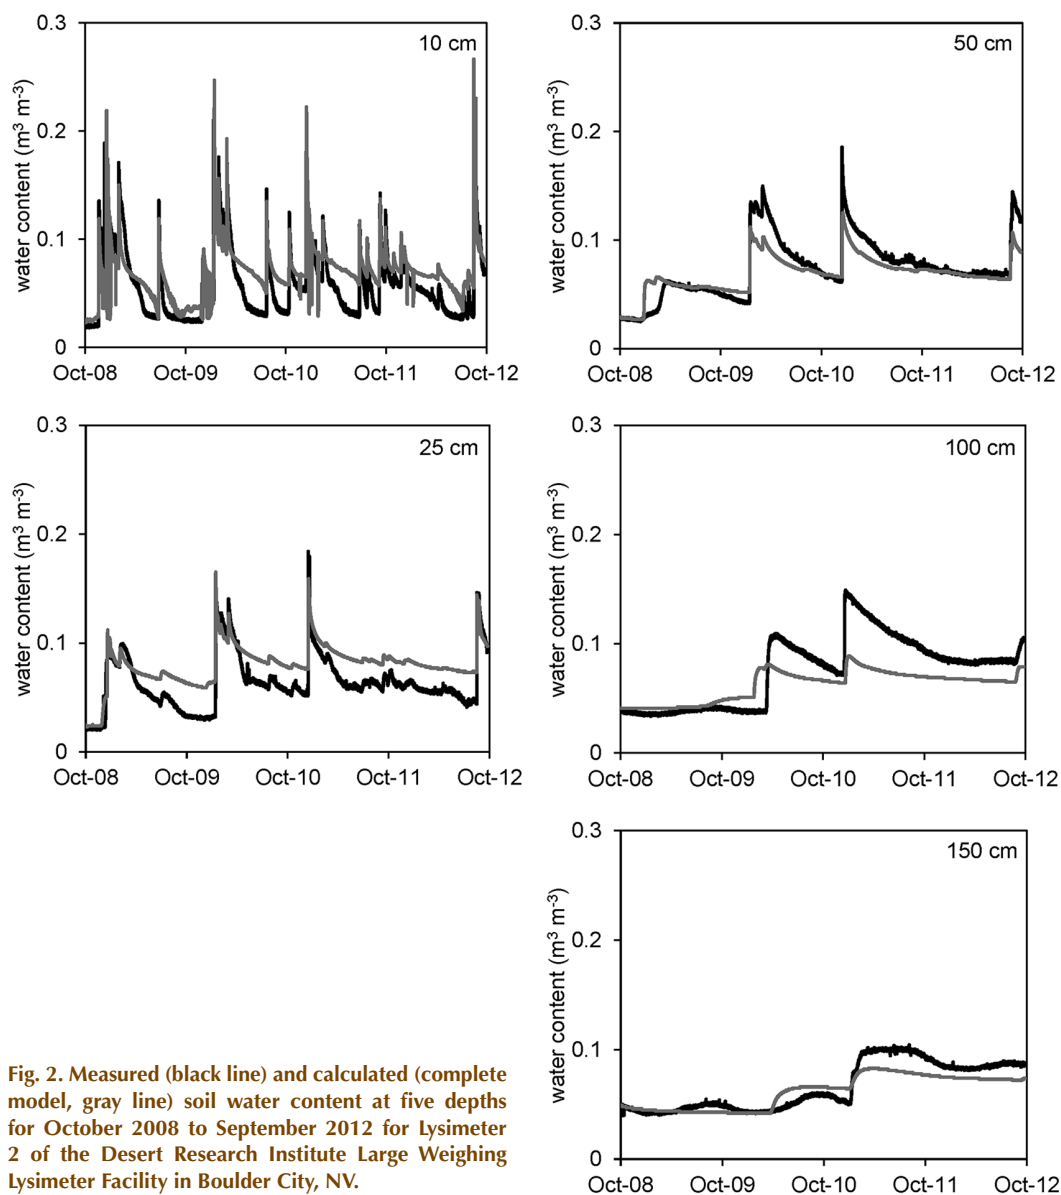 10 cm
water content (m³ m⁻³)
0.3
0.2
0.1
0
Oct-08 Oct-09 Oct-10 Oct-11 Oct-12
50 cm
water content (m³ m⁻³)
0.3
0.2
0.1
0
Oct-08 Oct-09 Oct-10 Oct-11 Oct-12
25 cm
water content (m³ m⁻³)
0.3
0.2
0.1
0
Oct-08 Oct-09 Oct-10 Oct-11 Oct-12
100 cm
water content (m³ m⁻³)
0.3
0.2
0.1
0
Oct-08 Oct-09 Oct-10 Oct-11 Oct-12
150 cm
water content (m³ m⁻³)
0.3
0.2
0.1
0
Oct-08 Oct-09 Oct-10 Oct-11 Oct-12
Fig. 2. Measured (black line) and calculated (complete
model, gray line) soil water content at five depths
for October 2008 to September 2012 for Lysimeter
2 of the Desert Research Institute Large Weighing
Lysimeter Facility in Boulder City, NV.